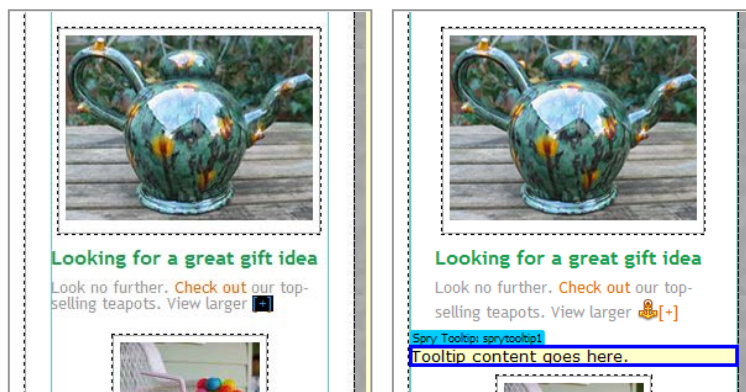 Looking for a great gift idea
Look no further. Check out our top-
selling teapots. View larger [+]
Looking for a great gift idea
Look no further. Check out our top-
selling teapots. View larger [+]
Spry Tooltip: sprytooltip1
Tooltip content goes here.